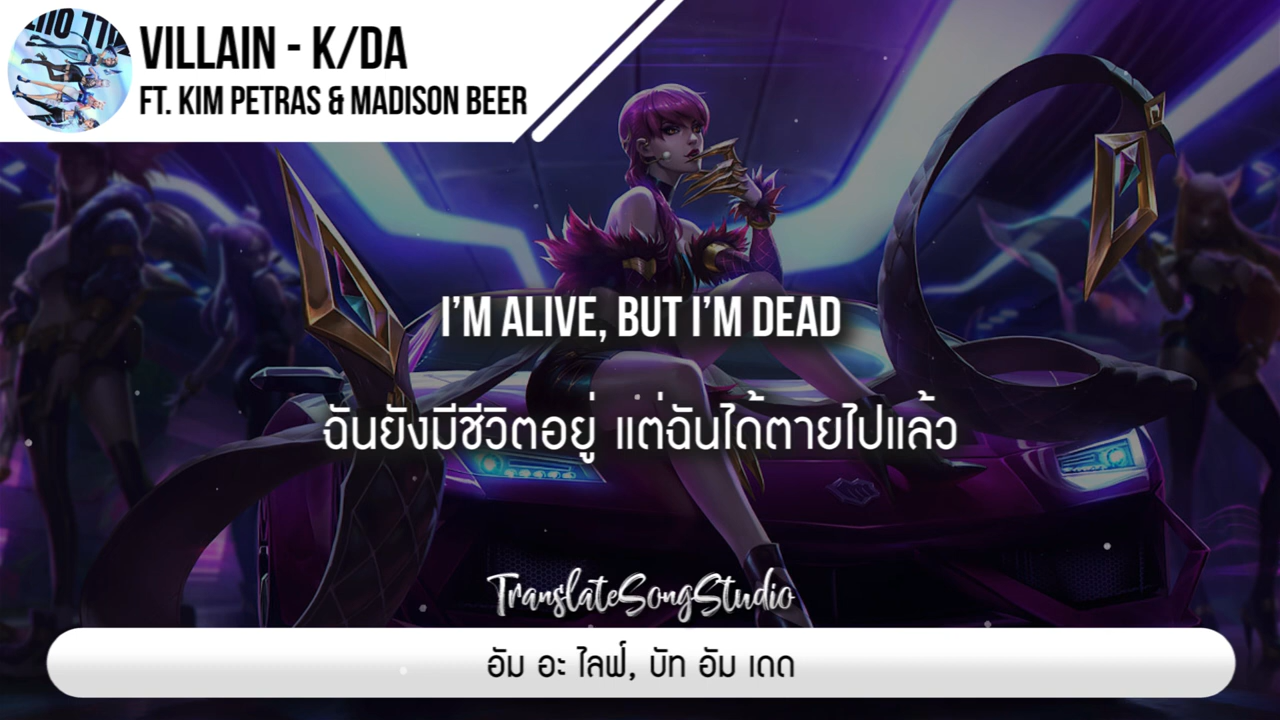 VILLAIN - K/DA
FT. KIM PETRAS & MADISON BEER
I'M ALIVE, BUT I'M DEAD
ฉันยังมีชีวิตอยู่ แต่ฉันได้ตายไปแล้ว
TranslateSongStudio
อัม อะ ไลฟ์, บัท อัม เดด